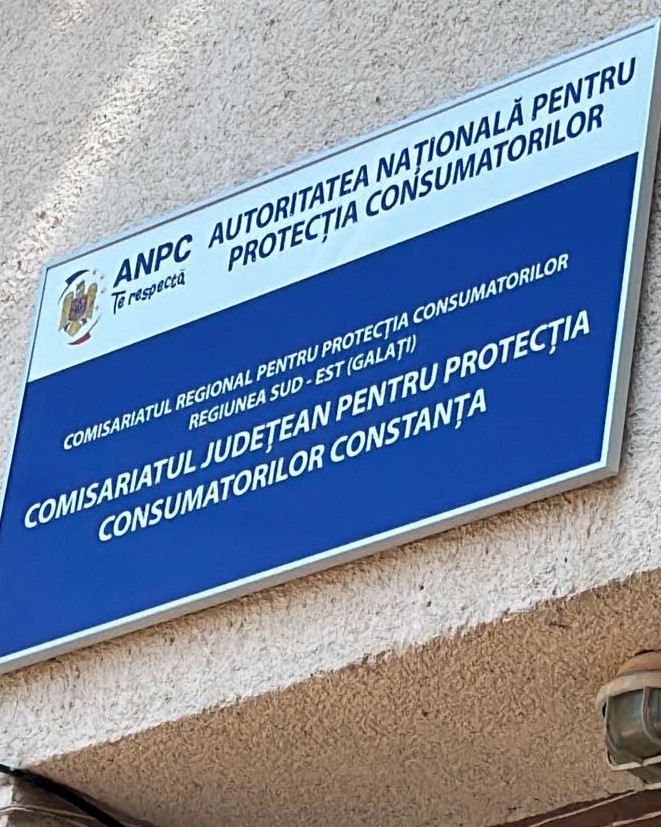 ANPC
Te respectă
AUTORITATEA NAȚIONALĂ PENTRU
PROTECȚIA CONSUMATORILOR
COMISARIATUL REGIONAL PENTRU PROTECȚIA CONSUMATORILOR
REGIUNEA SUD - EST (GALAȚI)
COMISARIATUL JUDEȚEAN PENTRU PROTECȚIA
CONSUMATORILOR CONSTANȚA